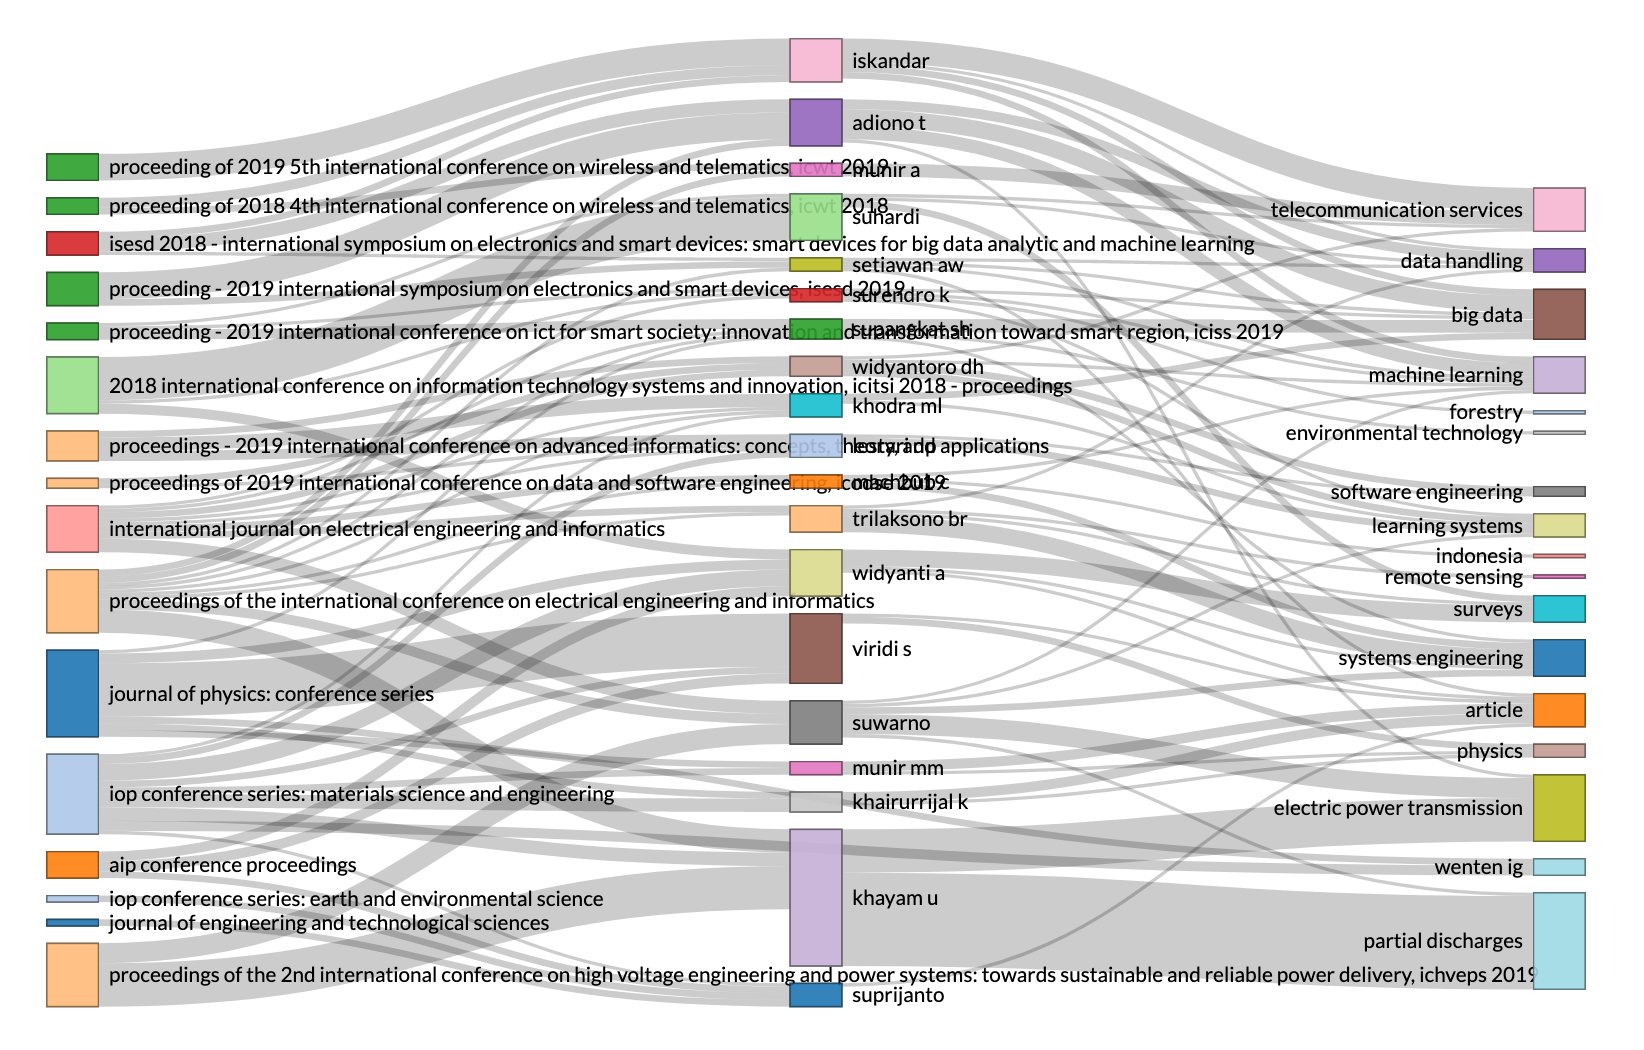 proceeding of 2019 5th international conference on wireless and telematics, icwt 2019
proceeding of 2018 4th international conference on wireless and telematics, icwt 2018
isesd 2018 - international symposium on electronics and smart devices: smart devices for big data analytic and machine learning
proceeding - 2019 international symposium on electronics and smart devices, isesd 2019
proceeding - 2019 international conference on ict for smart society: innovation and transformation toward smart region, iciss 2019
2018 international conference on information technology systems and innovation, icitsi 2018 - proceedings
proceedings - 2019 international conference on advanced informatics: concepts, theory, and applications
proceedings of 2019 international conference on data and software engineering, icodse 2019
international journal on electrical engineering and informatics
proceedings of the international conference on electrical engineering and informatics
journal of physics: conference series
iop conference series: materials science and engineering
aip conference proceedings
iop conference series: earth and environmental science
journal of engineering and technological sciences
proceedings of the 2nd international conference on high voltage engineering and power systems: towards sustainable and reliable power delivery, ichveps 2019
iskandar
adiono t
munir a
suhardi
setiawan aw
surendro k
supangkat sh
widyantoro dh
khodra ml
lestari dp
machbub c
trilaksono br
widyanti a
viridi s
suwarno
munir mm
khairurrijal k
khayam u
suprijanto
telecommunication services
data handling
big data
machine learning
forestry
environmental technology
software engineering
learning systems
indonesia
remote sensing
surveys
systems engineering
article
physics
electric power transmission
wenten ig
partial discharges